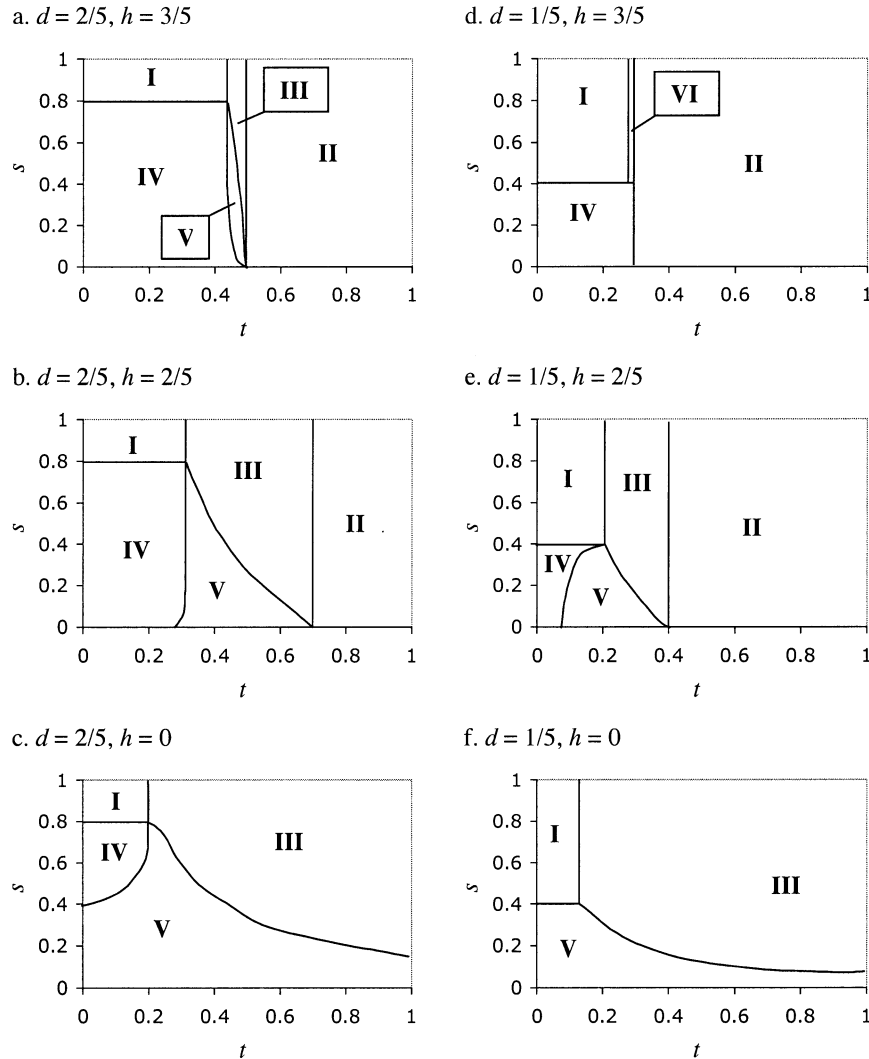 a. d = 2/5, h = 3/5
1
0.8
0.6
0.4
0.2
0
s
I
III
II
IV
V
0 0.2 0.4 0.6 0.8 1
t
d. d = 1/5, h = 3/5
1
0.8
0.6
0.4
0.2
0
s
I
VI
II
IV
0 0.2 0.4 0.6 0.8 1
t
b. d = 2/5, h = 2/5
1
0.8
0.6
0.4
0.2
0
s
I
III
II
IV
V
0 0.2 0.4 0.6 0.8 1
t
e. d = 1/5, h = 2/5
1
0.8
0.6
0.4
0.2
0
s
I
III
II
IV
V
0 0.2 0.4 0.6 0.8 1
t
c. d = 2/5, h = 0
1
0.8
0.6
0.4
0.2
0
s
I
III
IV
V
0 0.2 0.4 0.6 0.8 1
t
f. d = 1/5, h = 0
1
0.8
0.6
0.4
0.2
0
s
I
III
V
0 0.2 0.4 0.6 0.8 1
t